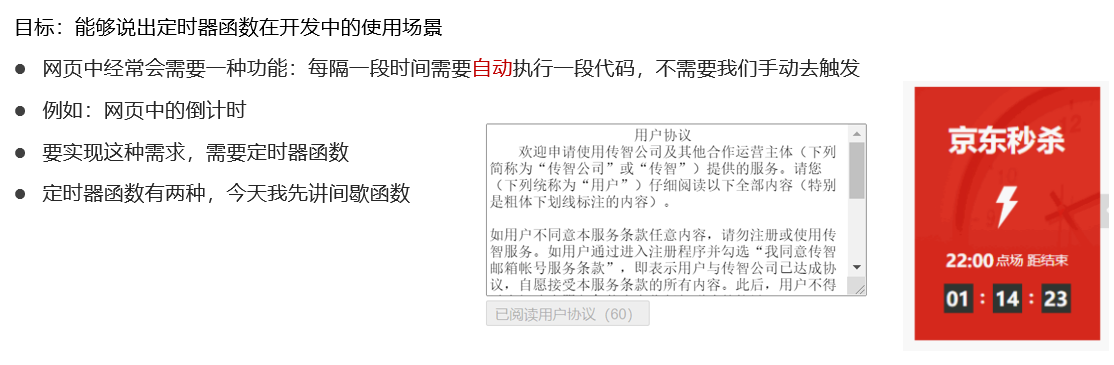 目标：能够说出定时器函数在开发中的使用场景
● 网页中经常会需要一种功能：每隔一段时间需要自动执行一段代码，不需要我们手动去触发
● 例如：网页中的倒计时
● 要实现这种需求，需要定时器函数
● 定时器函数有两种，今天我先讲间歇函数
用户协议
欢迎申请使用传智公司及其他合作运营主体（下列
简称为“传智公司”或“传智”）提供的服务。请您
（下列统称为“用户”）仔细阅读以下全部内容（特别
是粗体下划线标注的内容）。
如用户不同意本服务条款任意内容，请勿注册或使用传
智服务。如用户通过进入注册程序并勾选“我同意传智
邮箱帐号服务条款”，即表示用户与传智公司已达成协
议，自愿接受本服务条款的所有内容。此后，用户不得
已阅读用户协议（60）
京东秒杀
22:00 点场 距结束
01 : 14 : 23